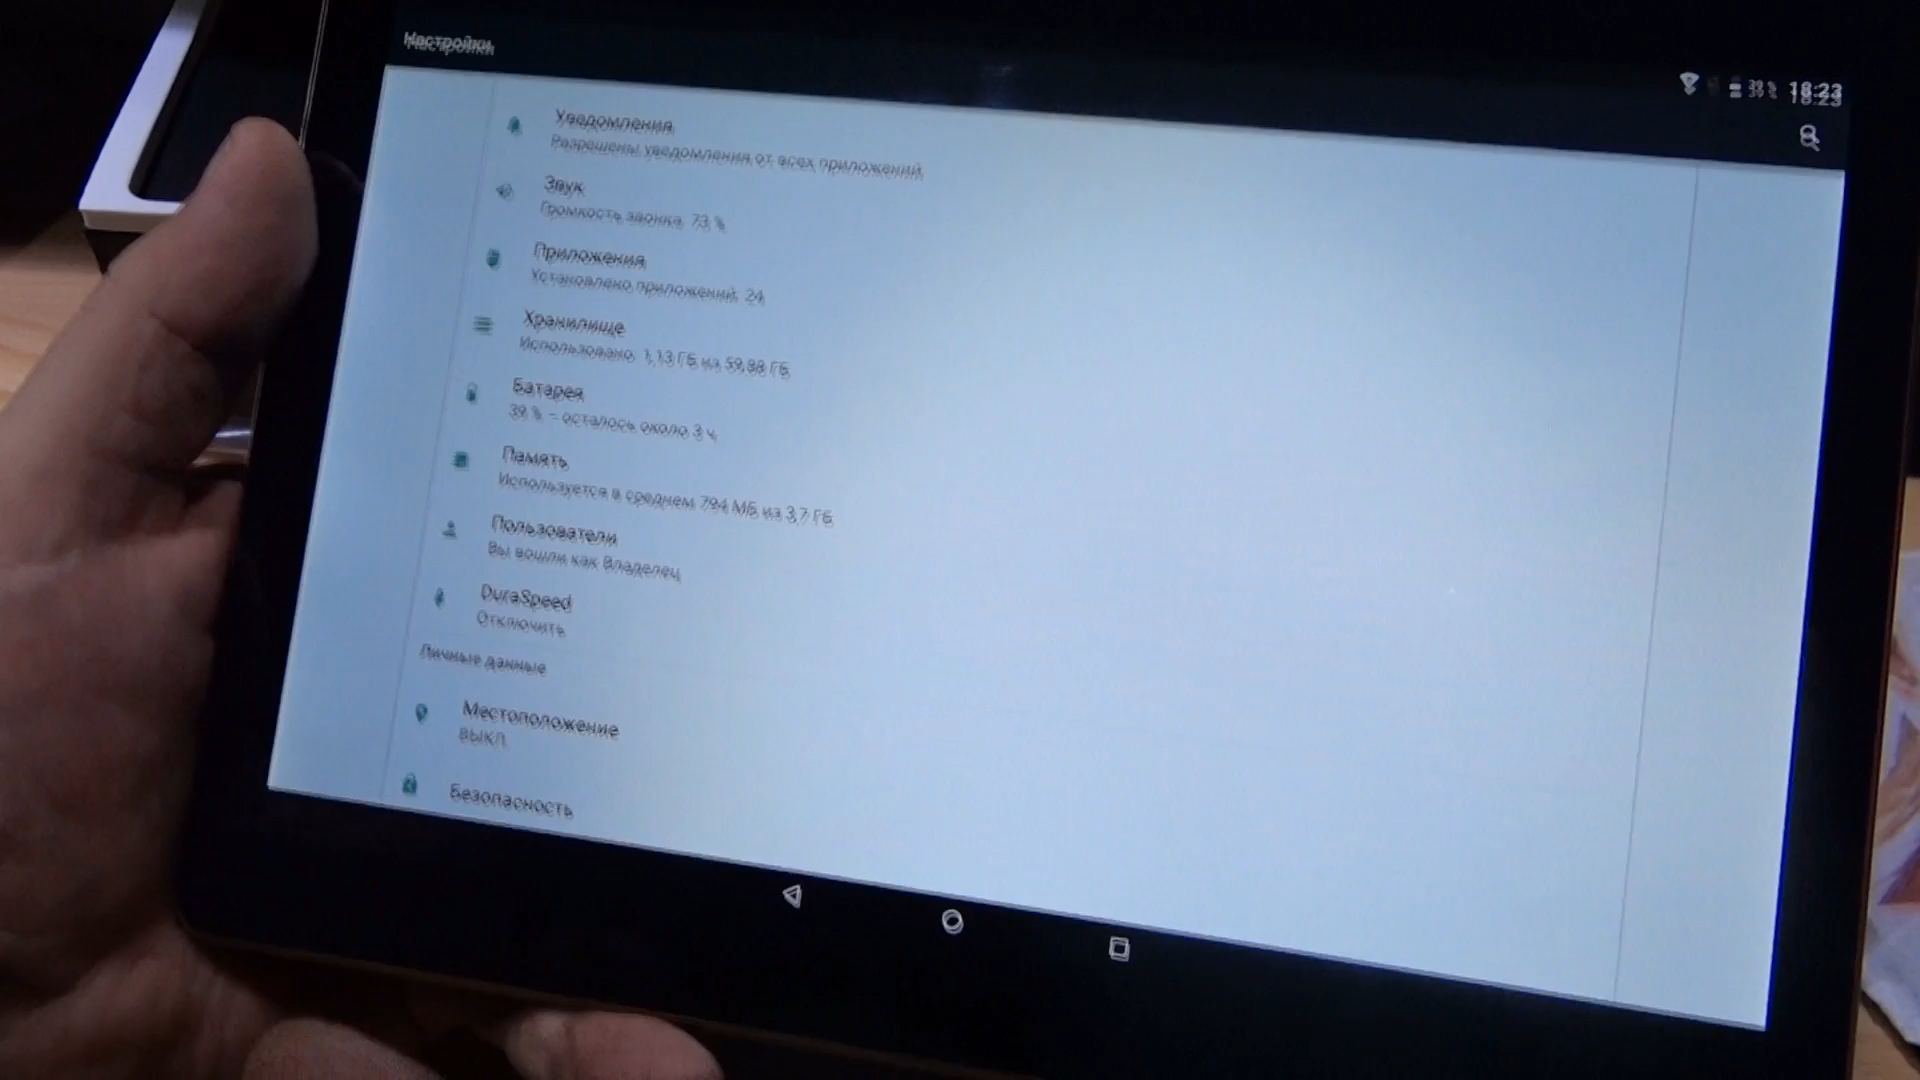 Настройки
39 % 18:23
Уведомления
Разрешены уведомления от всех приложений
Звук
Громкость звонка: 73 %
Приложения
Установлено приложений: 24
Хранилище
Использовано: 1,13 ГБ из 59,88 ГБ
Батарея
39 % – осталось около 3 ч.
Память
Используется в среднем 794 МБ из 3,7 ГБ
Пользователи
Вы вошли как Владелец
DuraSpeed
Отключить
Личные данные
Местоположение
ВЫКЛ
Безопасность